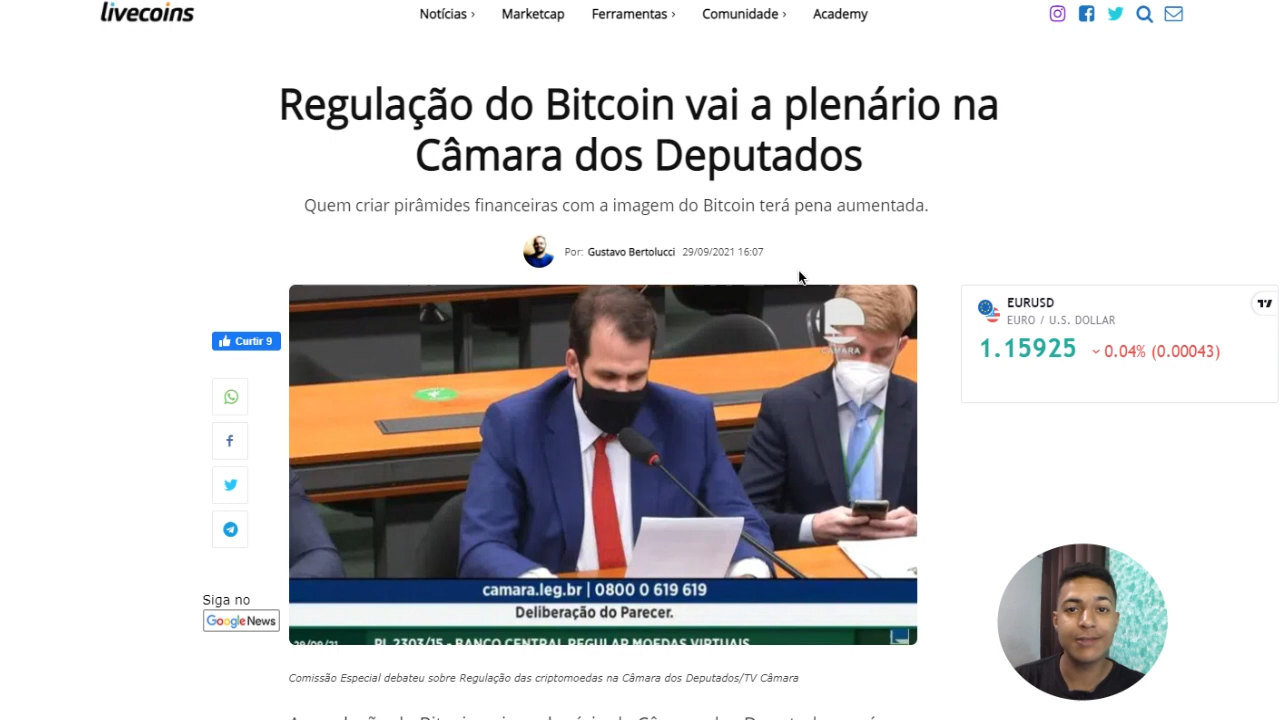 livecoins
Notícias ›
Marketcap
Ferramentas ›
Comunidade ›
Academy
Regulação do Bitcoin vai a plenário na
Câmara dos Deputados
Quem criar pirâmides financeiras com a imagem do Bitcoin terá pena aumentada.
Por: Gustavo Bertolucci 29/09/2021 16:07
CÂMARA
EURUSD
EURO / U.S. DOLLAR
1.15925 0.04% (0.00043)
Curtir 9
camara.leg.br | 0800 0 619 619
Deliberação do Parecer.
29/09/21 PL 2303/15 - BANCO CENTRAL REGULAR MOEDAS VIRTUAIS
Siga no
Google News
Comissão Especial debateu sobre Regulação das criptomoedas na Câmara dos Deputados/TV Câmara